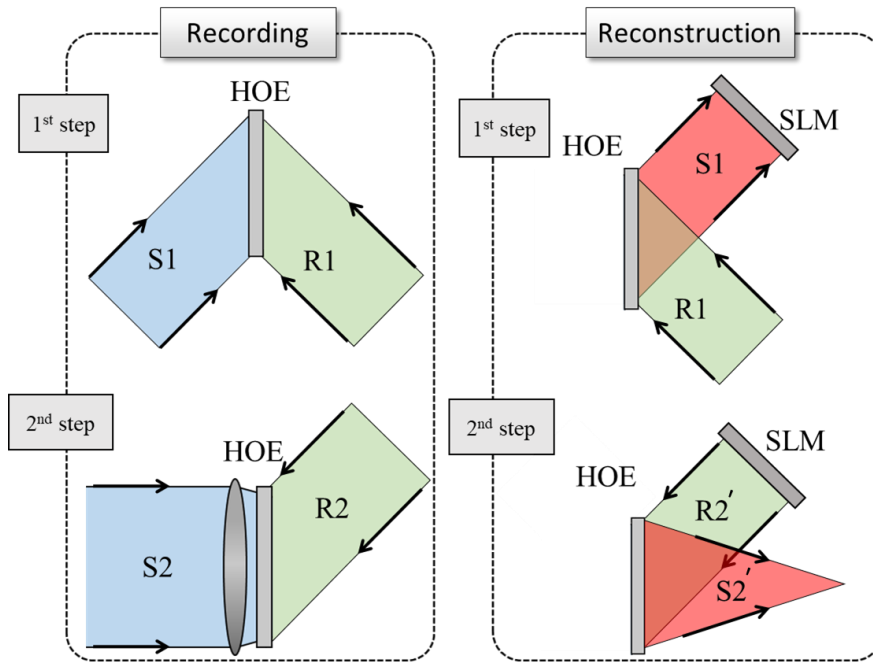 Recording
1st step
HOE
S1
R1
2nd step
HOE
S2
R2
Reconstruction
1st step
HOE
SLM
S1
R1
2nd step
HOE
SLM
R2′
S2′